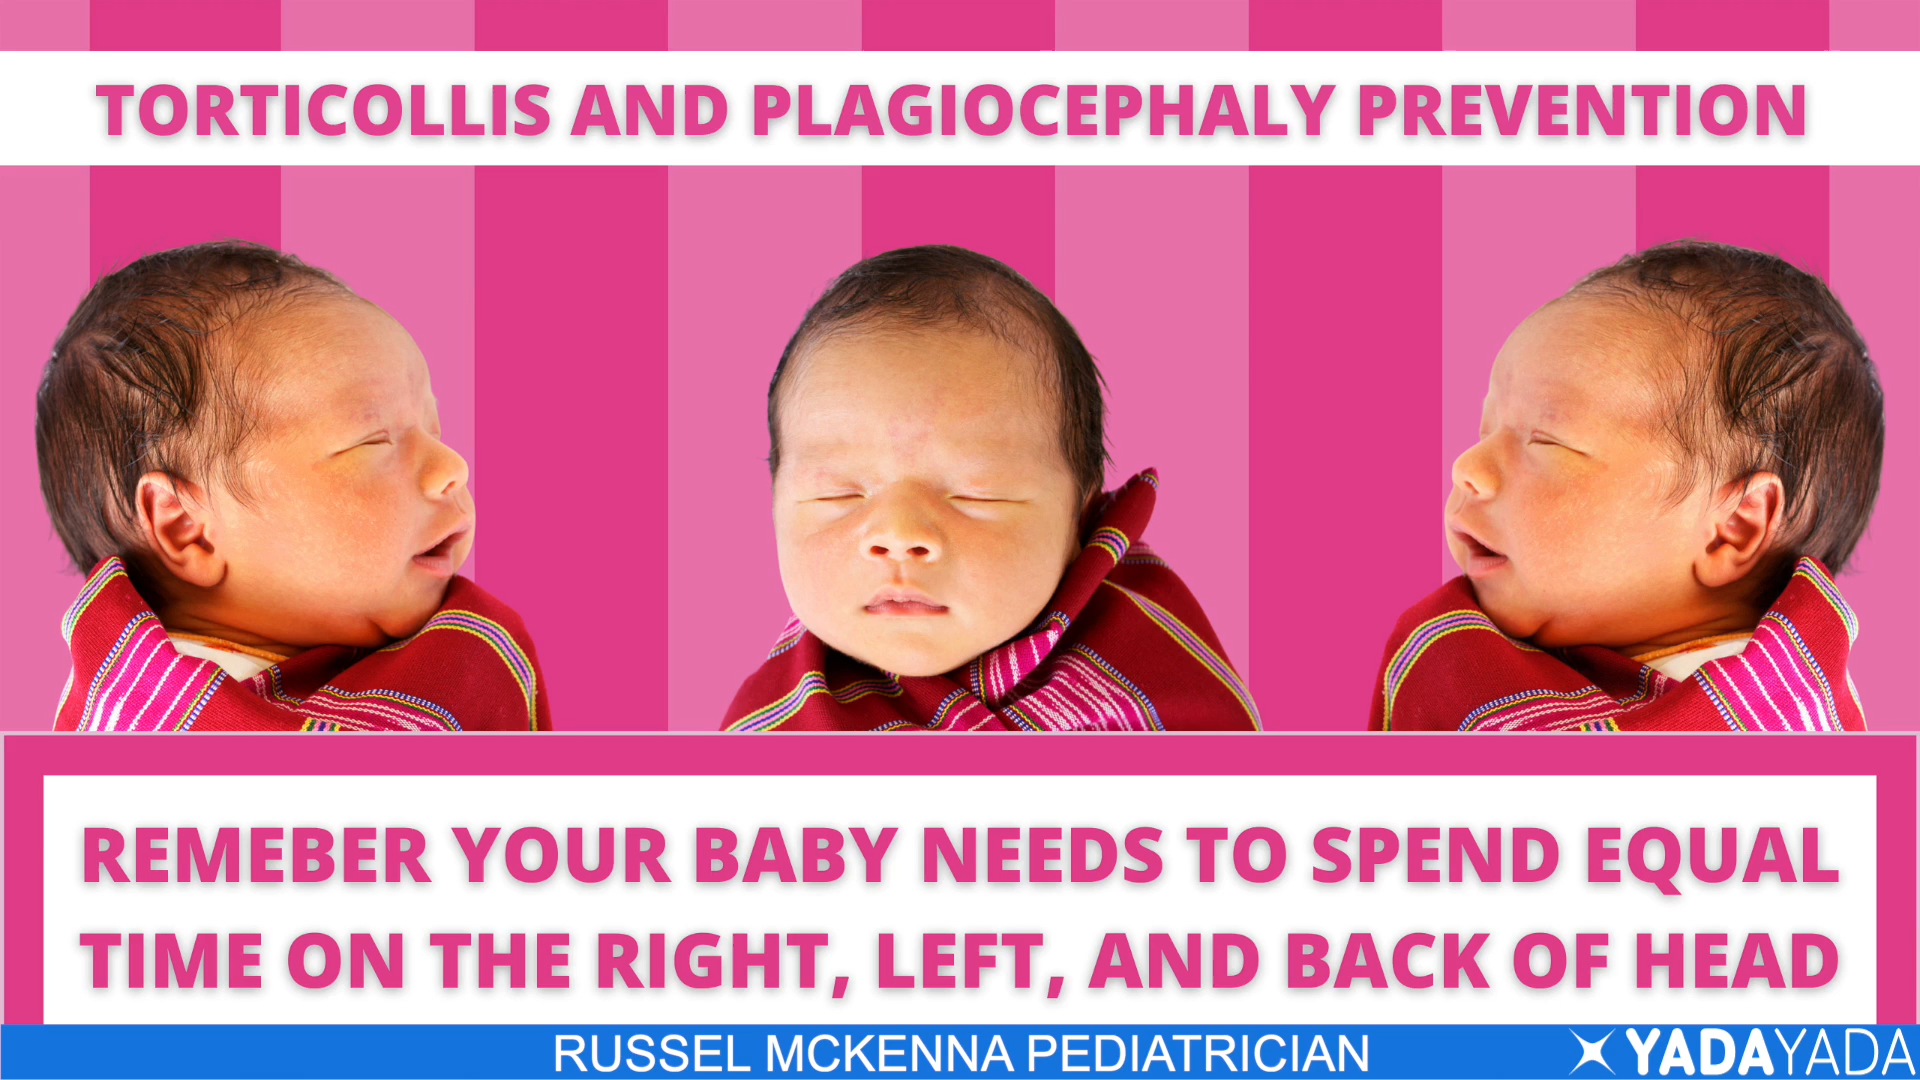 TORTICOLLIS AND PLAGIOCEPHALY PREVENTION
REMEBER YOUR BABY NEEDS TO SPEND EQUAL
TIME ON THE RIGHT, LEFT, AND BACK OF HEAD
RUSSEL MCKENNA PEDIATRICIAN
YADAYADA